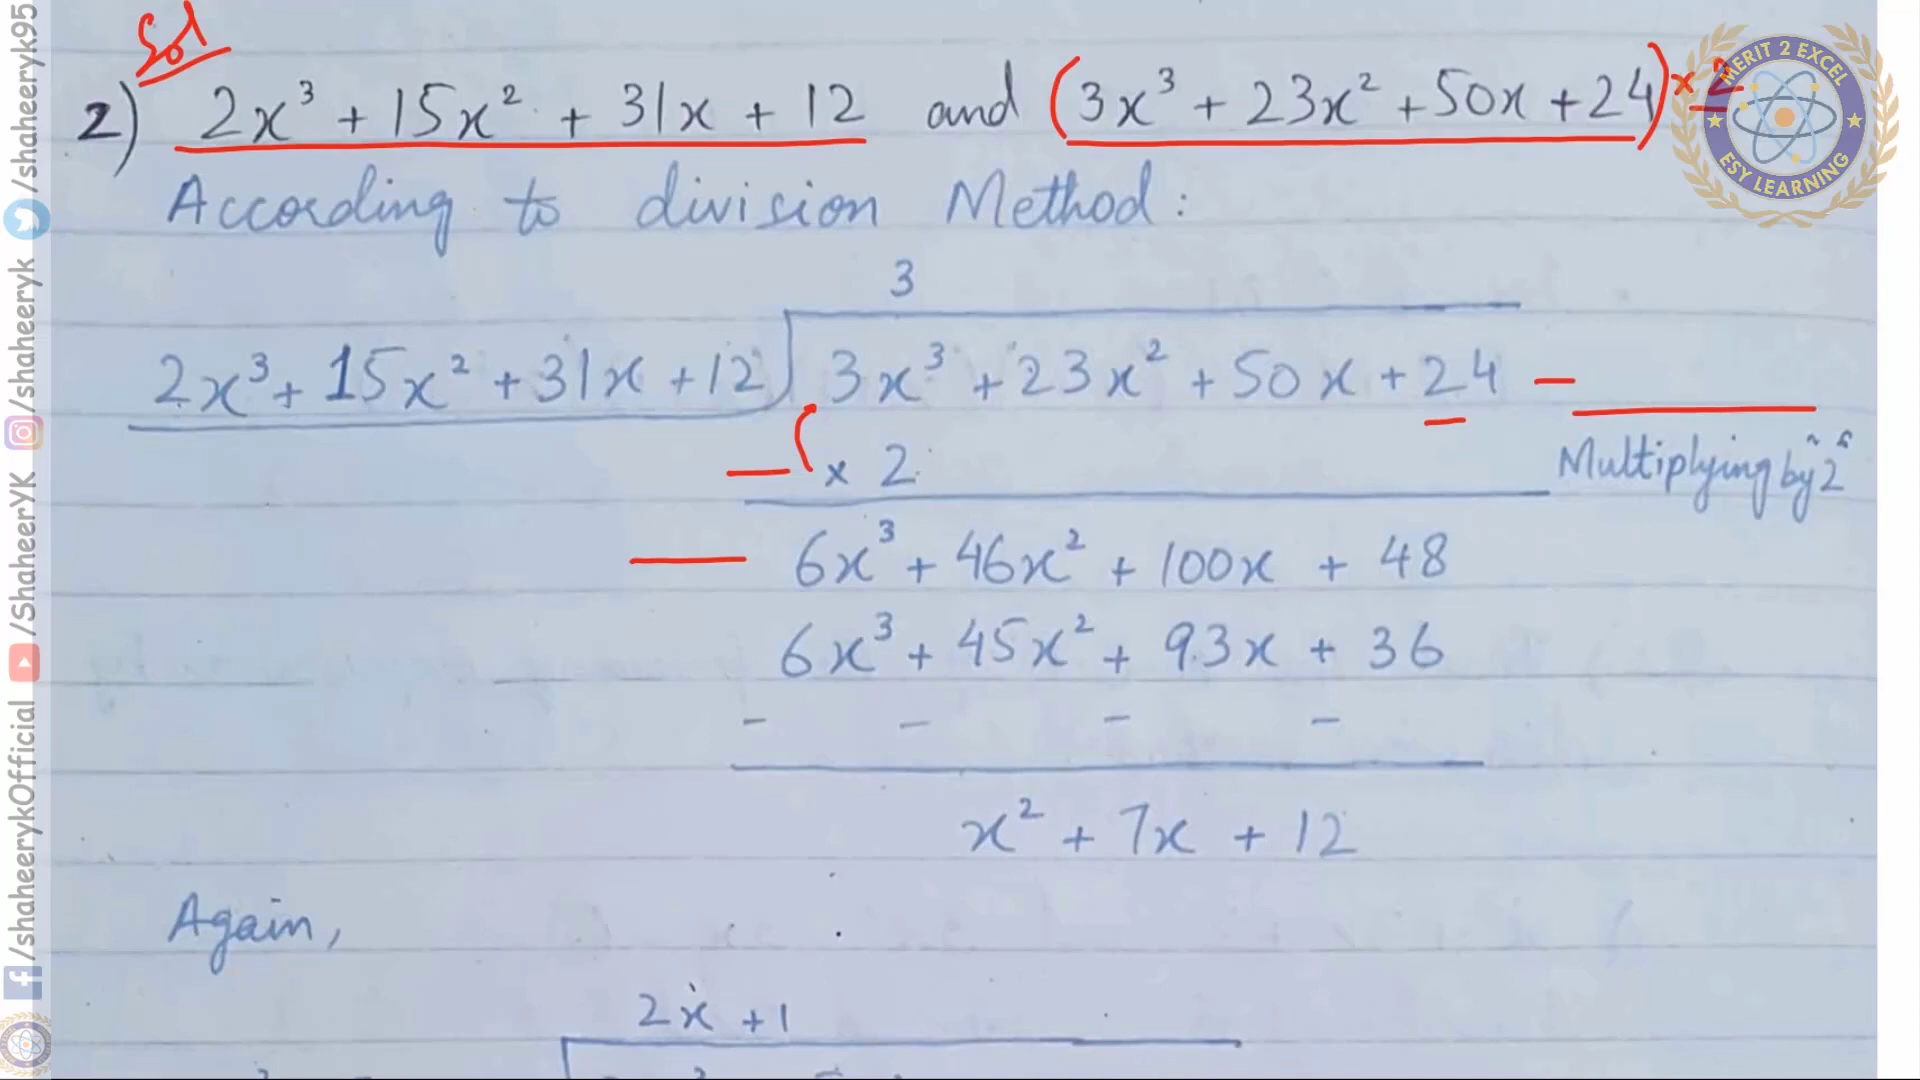 Sol
2) 2x³ + 15x² + 31x + 12 and (3x³ + 23x² + 50x + 24) × 2
According to division Method:
3
2x³ + 15x² + 31x + 12 ) 3x³ + 23x² + 50x + 24
× 2
Multiplying by "2"
6x³ + 46x² + 100x + 48
6x³ + 45x² + 93x + 36
- - - -
x² + 7x + 12
Again,
2x + 1
MERIT 2 EXCEL
ESY LEARNING
/shaheerykOfficial /ShaheerYK /shaheeryk /shaheeryk95